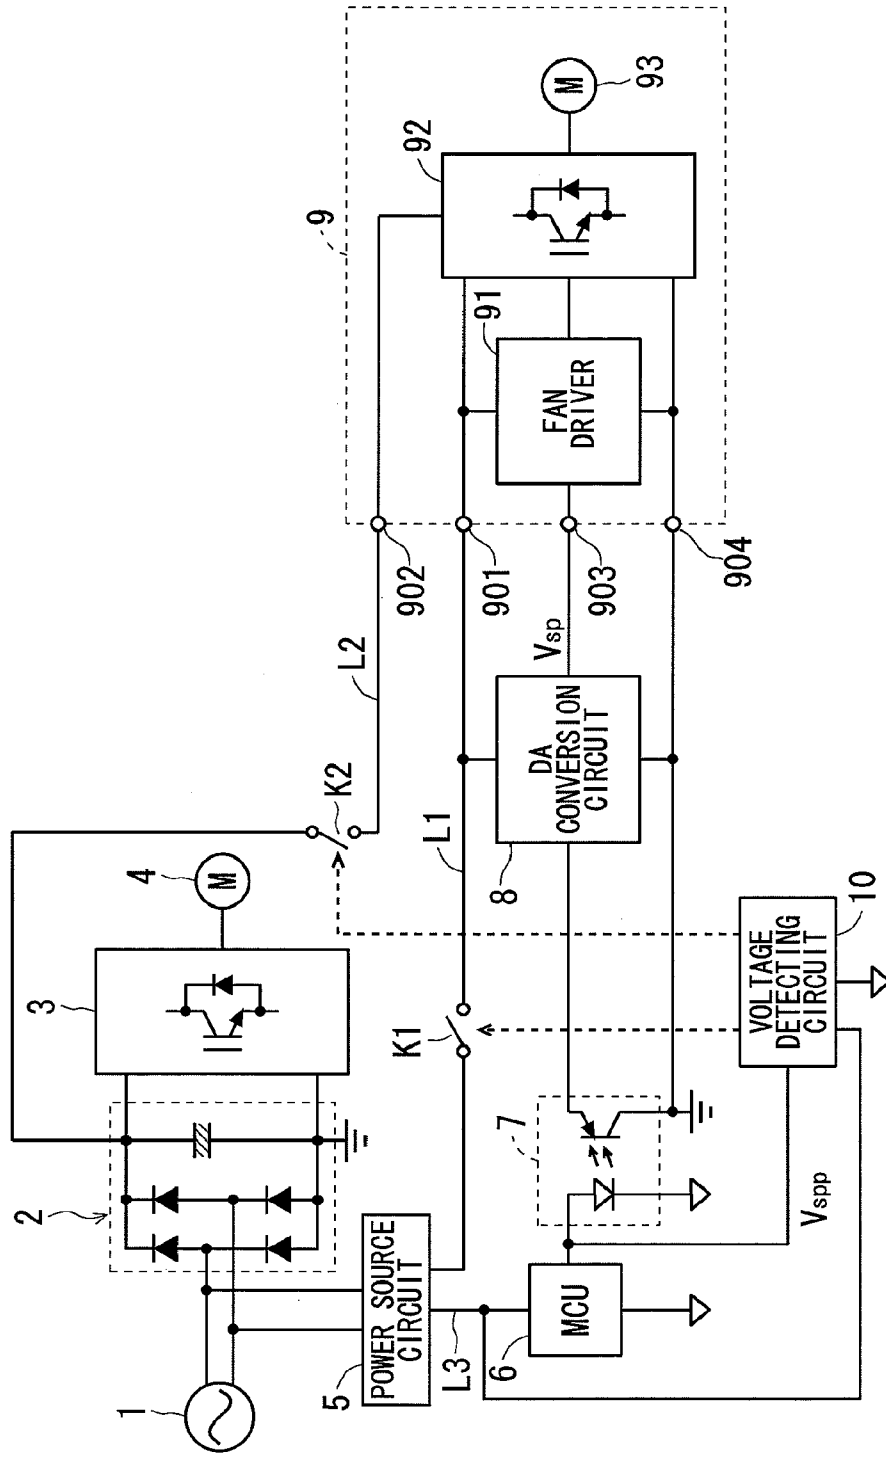 1
2
3
4
M
5
POWER SOURCE
CIRCUIT
L3
6
MCU
7
Vspp
K1
K2
L1
L2
8
DA
CONVERSION
CIRCUIT
Vsp
VOLTAGE
DETECTING
CIRCUIT
10
9
902
901
903
904
91
FAN
DRIVER
92
M
93